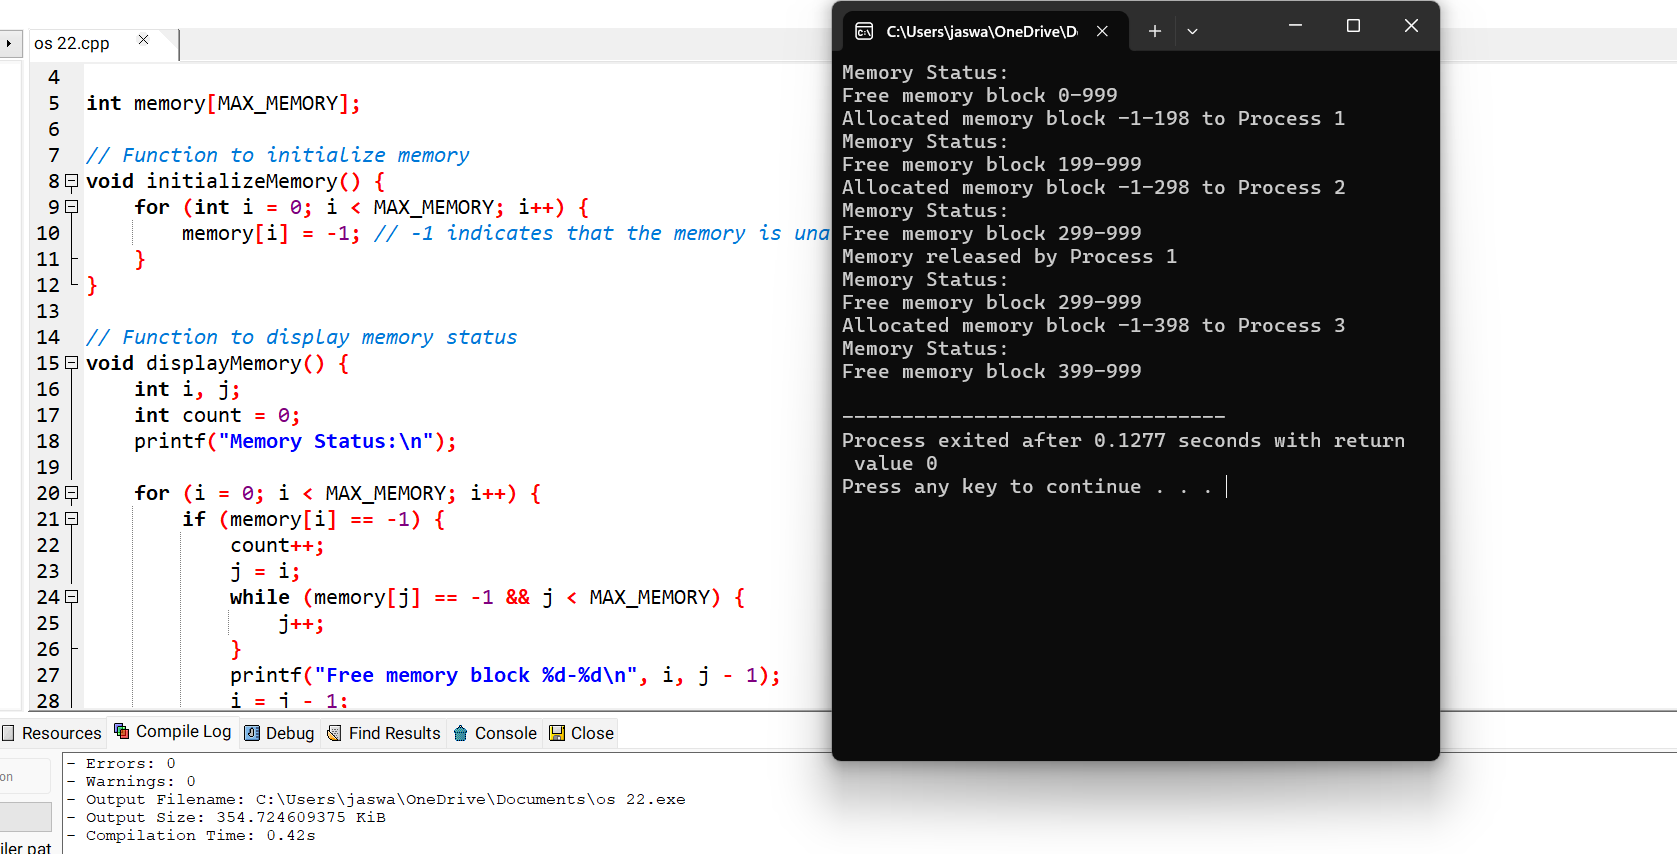 os 22.cpp
4
5 int memory[MAX_MEMORY];
6
7 // Function to initialize memory
8 void initializeMemory() {
9 for (int i = 0; i < MAX_MEMORY; i++) {
10 memory[i] = -1; // -1 indicates that the memory is una
11 }
12 }
13
14 // Function to display memory status
15 void displayMemory() {
16 int i, j;
17 int count = 0;
18 printf("Memory Status:\n");
19
20 for (i = 0; i < MAX_MEMORY; i++) {
21 if (memory[i] == -1) {
22 count++;
23 j = i;
24 while (memory[j] == -1 && j < MAX_MEMORY) {
25 j++;
26 }
27 printf("Free memory block %d-%d\n", i, j - 1);
28 i = j - 1;
C:\Users\jaswa\OneDrive\D
Memory Status:
Free memory block 0-999
Allocated memory block -1-198 to Process 1
Memory Status:
Free memory block 199-999
Allocated memory block -1-298 to Process 2
Memory Status:
Free memory block 299-999
Memory released by Process 1
Memory Status:
Free memory block 299-999
Allocated memory block -1-398 to Process 3
Memory Status:
Free memory block 399-999
--------------------------------
Process exited after 0.1277 seconds with return
value 0
Press any key to continue . . .
Resources Compile Log Debug Find Results Console Close
on
iler pat
- Errors: 0
- Warnings: 0
- Output Filename: C:\Users\jaswa\OneDrive\Documents\os 22.exe
- Output Size: 354.724609375 KiB
- Compilation Time: 0.42s